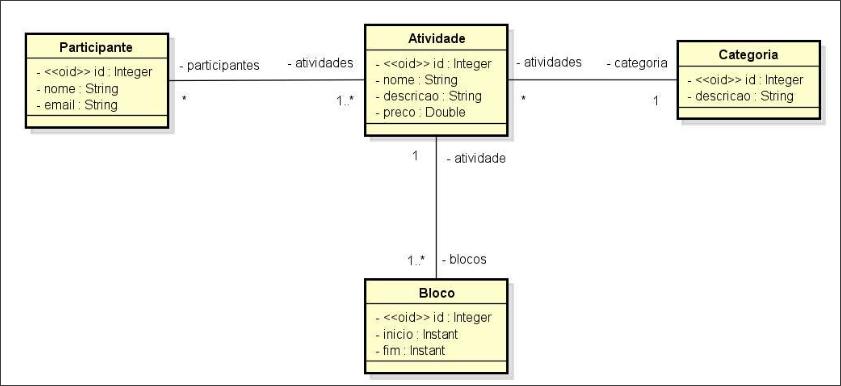 Participante
- <<oid>> id : Integer
- nome : String
- email : String
- participantes
*
- atividades
1..*
Atividade
- <<oid>> id : Integer
- nome : String
- descricao : String
- preco : Double
- atividades
*
- categoria
1
Categoria
- <<oid>> id : Integer
- descricao : String
1
- atividade
1..*
- blocos
Bloco
- <<oid>> id : Integer
- inicio : Instant
- fim : Instant